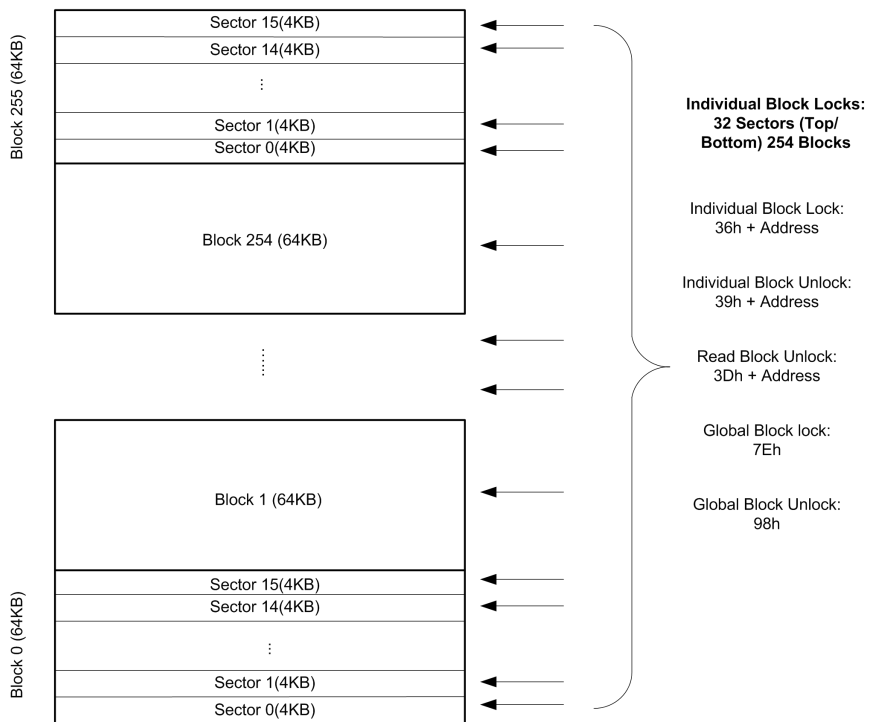 Block 255 (64KB)
Sector 15(4KB)
Sector 14(4KB)
⋮
Sector 1(4KB)
Sector 0(4KB)
Block 254 (64KB)
Block 1 (64KB)
Block 0 (64KB)
Sector 15(4KB)
Sector 14(4KB)
⋮
Sector 1(4KB)
Sector 0(4KB)
Individual Block Locks:
32 Sectors (Top/
Bottom) 254 Blocks
Individual Block Lock:
36h + Address
Individual Block Unlock:
39h + Address
Read Block Unlock:
3Dh + Address
Global Block lock:
7Eh
Global Block Unlock:
98h